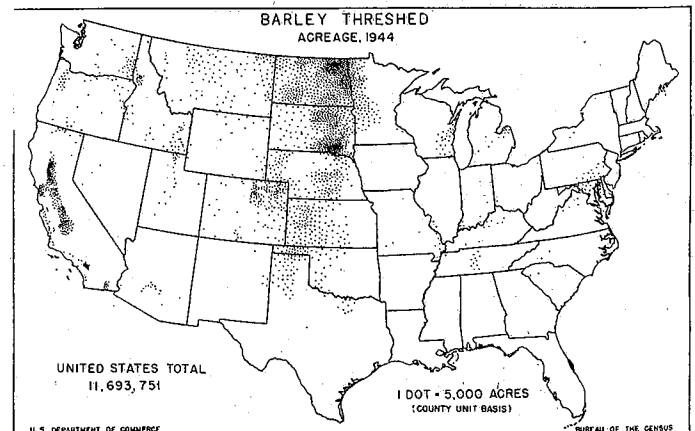 BARLEY THRESHED
ACREAGE, 1944
UNITED STATES TOTAL
11,693,751
1 DOT = 5,000 ACRES
(COUNTY UNIT BASIS)
U. S. DEPARTMENT OF COMMERCE
BUREAU OF THE CENSUS